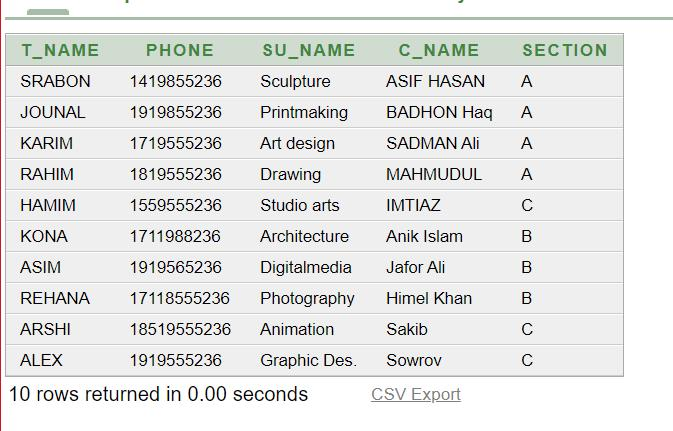 T_NAME PHONE SU_NAME C_NAME SECTION
SRABON 1419855236 Sculpture ASIF HASAN A
JOUNAL 1919855236 Printmaking BADHON Haq A
KARIM 1719555236 Art design SADMAN Ali A
RAHIM 1819555236 Drawing MAHMUDUL A
HAMIM 1559555236 Studio arts IMTIAZ C
KONA 1711988236 Architecture Anik Islam B
ASIM 1919565236 Digitalmedia Jafor Ali B
REHANA 17118555236 Photography Himel Khan B
ARSHI 18519555236 Animation Sakib C
ALEX 1919555236 Graphic Des. Sowrov C
10 rows returned in 0.00 seconds CSV Export